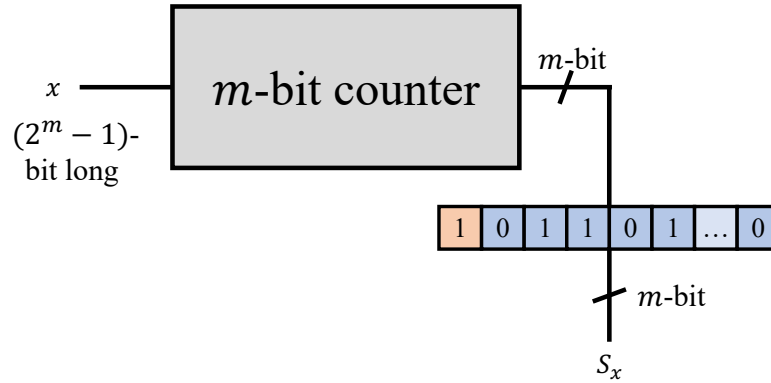 m-bit
x
m-bit counter
(2^m − 1)-
bit long
1 0 1 1 0 1 ... 0
m-bit
S_x